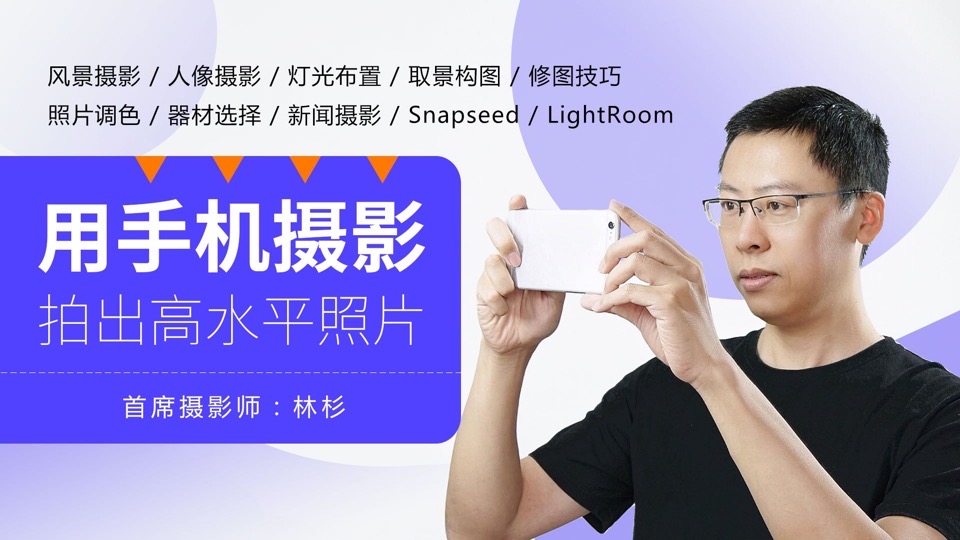 风景摄影 / 人像摄影 / 灯光布置 / 取景构图 / 修图技巧
照片调色 / 器材选择 / 新闻摄影 / Snapseed / LightRoom
用手机摄影
拍出高水平照片
首席摄影师：林杉